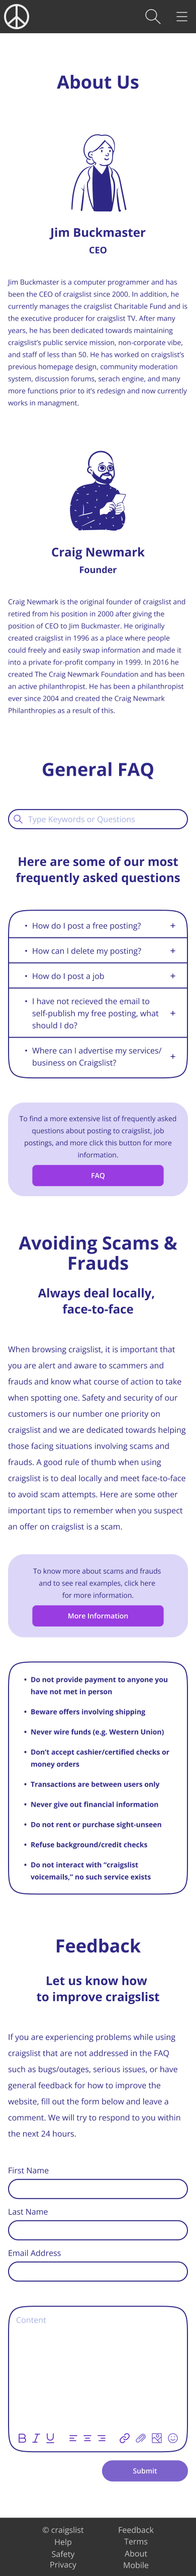 About Us
Jim Buckmaster
CEO
Jim Buckmaster is a computer programmer and has
been the CEO of craigslist since 2000. In addition, he
currently manages the craigslist Charitable Fund and is
the executive producer for craigslist TV. After many
years, he has been dedicated towards maintaining
craigslist's public service mission, non-corporate vibe,
and staff of less than 50. He has worked on craigslist's
previous homepage design, community moderation
system, discussion forums, serach engine, and many
more functions prior to it's redesign and now currently
works in managment.
Craig Newmark
Founder
Craig Newmark is the original founder of craigslist and
retired from his position in 2000 after giving the
position of CEO to Jim Buckmaster. He originally
created craigslist in 1996 as a place where people
could freely and easily swap information and made it
into a private for-profit company in 1999. In 2016 he
created The Craig Newmark Foundation and has been
an active philanthropist. He has been a philanthropist
ever since 2004 and created the Craig Newmark
Philanthropies as a result of this.
General FAQ
Type Keywords or Questions
Here are some of our most
frequently asked questions
• How do I post a free posting? +
• How can I delete my posting? +
• How do I post a job +
• I have not recieved the email to
self-publish my free posting, what +
should I do?
• Where can I advertise my services/
business on Craigslist? +
To find a more extensive list of frequently asked
questions about posting to craigslist, job
postings, and more click this button for more
information.
FAQ
Avoiding Scams &
Frauds
Always deal locally,
face-to-face
When browsing craigslist, it is important that
you are alert and aware to scammers and
frauds and know what course of action to take
when spotting one. Safety and security of our
customers is our number one priority on
craigslist and we are dedicated towards helping
those facing situations involving scams and
frauds. A good rule of thumb when using
craigslist is to deal locally and meet face-to-face
to avoid scam attempts. Here are some other
important tips to remember when you suspect
an offer on craigslist is a scam.
To know more about scams and frauds
and to see real examples, click here
for more information.
More Information
• Do not provide payment to anyone you
have not met in person
• Beware offers involving shipping
• Never wire funds (e.g. Western Union)
• Don't accept cashier/certified checks or
money orders
• Transactions are between users only
• Never give out financial information
• Do not rent or purchase sight-unseen
• Refuse background/credit checks
• Do not interact with "craigslist
voicemails," no such service exists
Feedback
Let us know how
to improve craigslist
If you are experiencing problems while using
craigslist that are not addressed in the FAQ
such as bugs/outages, serious issues, or have
general feedback for how to improve the
website, fill out the form below and leave a
comment. We will try to respond to you within
the next 24 hours.
First Name
Last Name
Email Address
Content
B I U
Submit
© craigslist Feedback
Help Terms
Safety About
Privacy Mobile